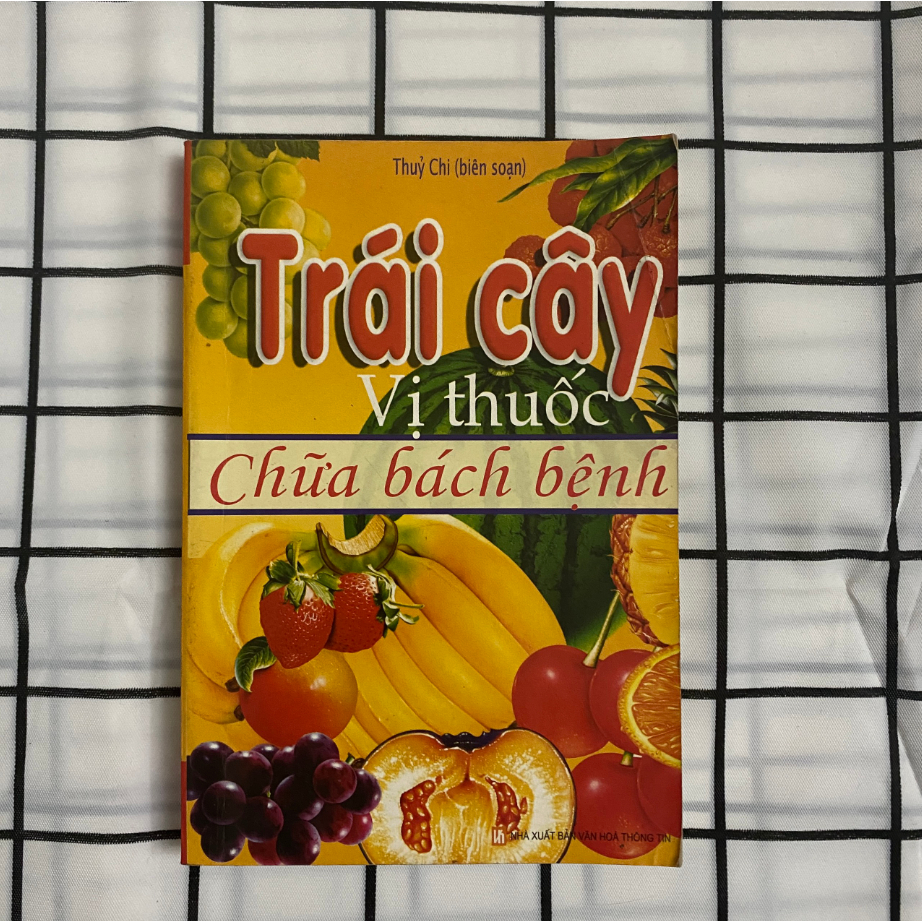 Thuỷ Chi (biên soạn)
Trái cây
Vị thuốc
Chữa bách bệnh
NHÀ XUẤT BẢN VĂN HOÁ THÔNG TIN